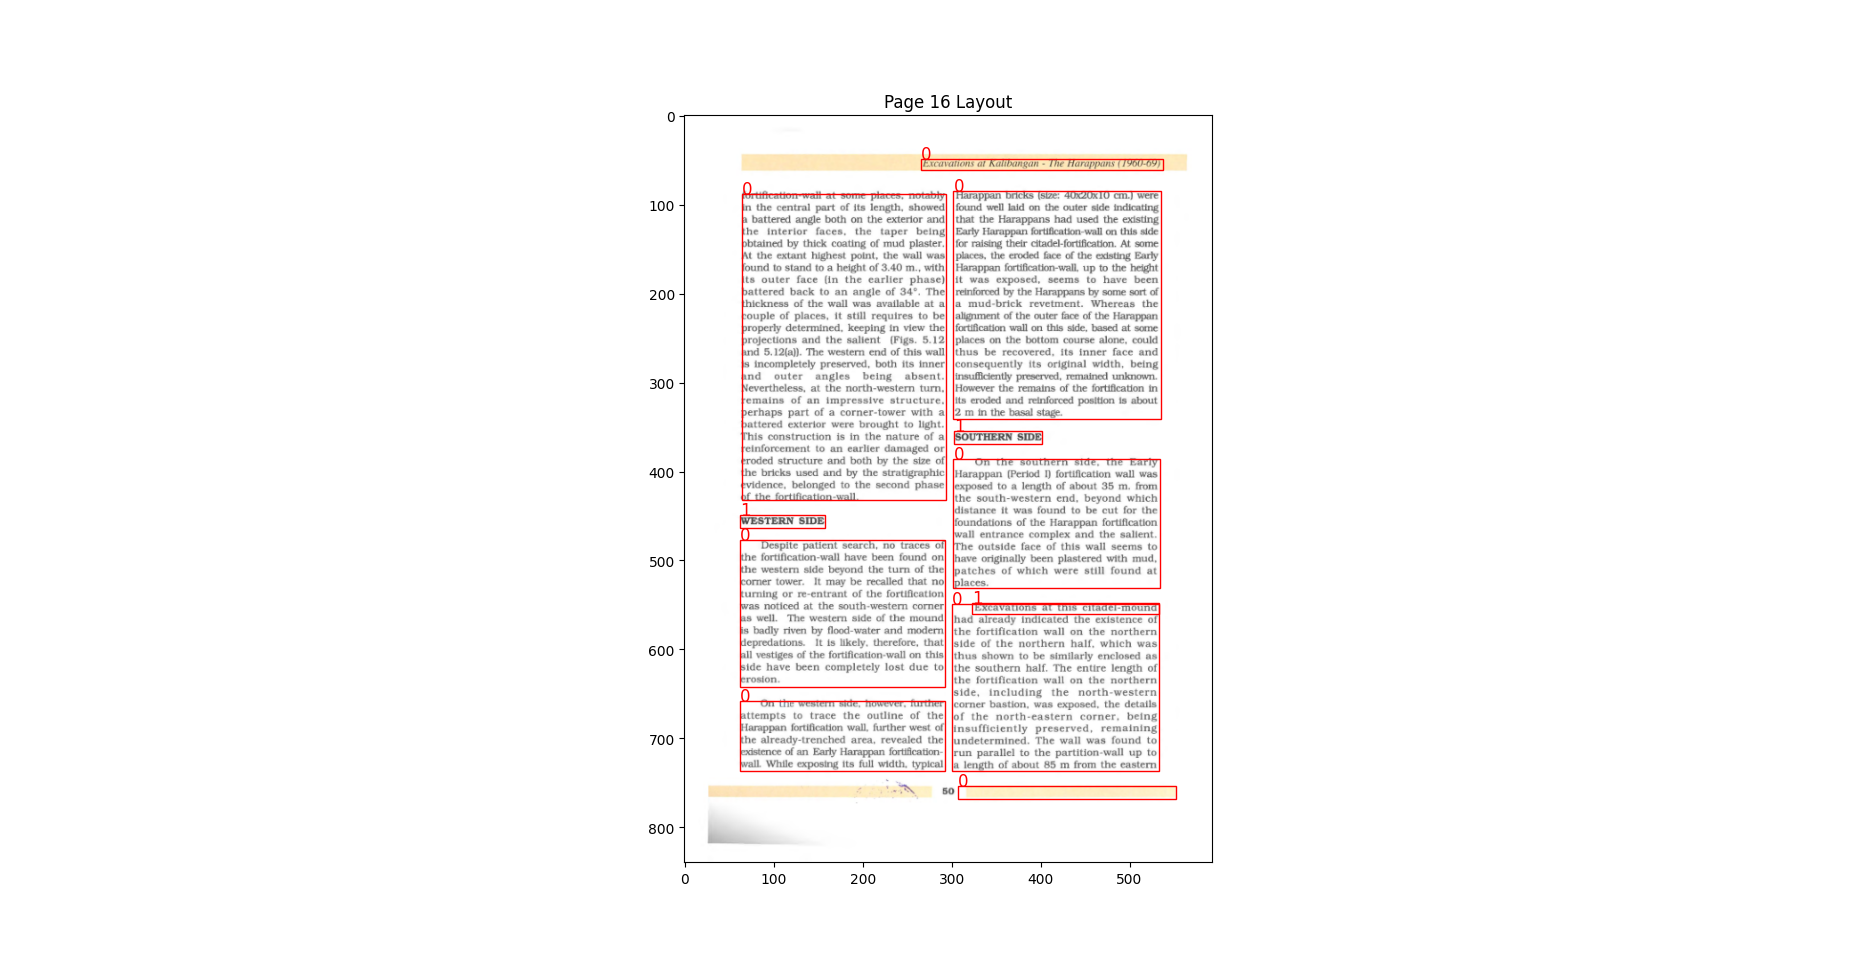 Page 16 Layout
Excavations at Kalibangan - The Harappans (1960-69)
fortification-wall at some places, notably
in the central part of its length, showed
a battered angle both on the exterior and
the interior faces, the taper being
obtained by thick coating of mud plaster.
At the extant highest point, the wall was
found to stand to a height of 3.40 m., with
its outer face (in the earlier phase)
battered back to an angle of 34°. The
thickness of the wall was available at a
couple of places, it still requires to be
properly determined, keeping in view the
projections and the salient (Figs. 5.12
and 5.12(a)). The western end of this wall
is incompletely preserved, both its inner
and outer angles being absent.
Nevertheless, at the north-western turn,
remains of an impressive structure,
perhaps part of a corner-tower with a
battered exterior were brought to light.
This construction is in the nature of a
reinforcement to an earlier damaged or
eroded structure and both by the size of
the bricks used and by the stratigraphic
evidence, belonged to the second phase
of the fortification-wall.
WESTERN SIDE
Despite patient search, no traces of
the fortification-wall have been found on
the western side beyond the turn of the
corner tower. It may be recalled that no
turning or re-entrant of the fortification
was noticed at the south-western corner
as well. The western side of the mound
is badly riven by flood-water and modern
depredations. It is likely, therefore, that
all vestiges of the fortification-wall on this
side have been completely lost due to
erosion.
On the western side, however, further
attempts to trace the outline of the
Harappan fortification wall, further west of
the already-trenched area, revealed the
existence of an Early Harappan fortification-
wall. While exposing its full width, typical
Harappan bricks (size: 40x20x10 cm.) were
found well laid on the outer side indicating
that the Harappans had used the existing
Early Harappan fortification-wall on this side
for raising their citadel-fortification. At some
places, the eroded face of the existing Early
Harappan fortification-wall, up to the height
it was exposed, seems to have been
reinforced by the Harappans by some sort of
a mud-brick revetment. Whereas the
alignment of the outer face of the Harappan
fortification wall on this side, based at some
places on the bottom course alone, could
thus be recovered, its inner face and
consequently its original width, being
insufficiently preserved, remained unknown.
However the remains of the fortification in
its eroded and reinforced position is about
2 m in the basal stage.
SOUTHERN SIDE
On the southern side, the Early
Harappan (Period I) fortification wall was
exposed to a length of about 35 m. from
the south-western end, beyond which
distance it was found to be cut for the
foundations of the Harappan fortification
wall entrance complex and the salient.
The outside face of this wall seems to
have originally been plastered with mud,
patches of which were still found at
places.
Excavations at this citadel-mound
had already indicated the existence of
the fortification wall on the northern
side of the northern half, which was
thus shown to be similarly enclosed as
the southern half. The entire length of
the fortification wall on the northern
side, including the north-western
corner bastion, was exposed, the details
of the north-eastern corner, being
insufficiently preserved, remaining
undetermined. The wall was found to
run parallel to the partition-wall up to
a length of about 85 m from the eastern
50
0
100
200
300
400
500
600
700
800
0 100 200 300 400 500
0
0
0
1
0
0
1
0
0
1
0